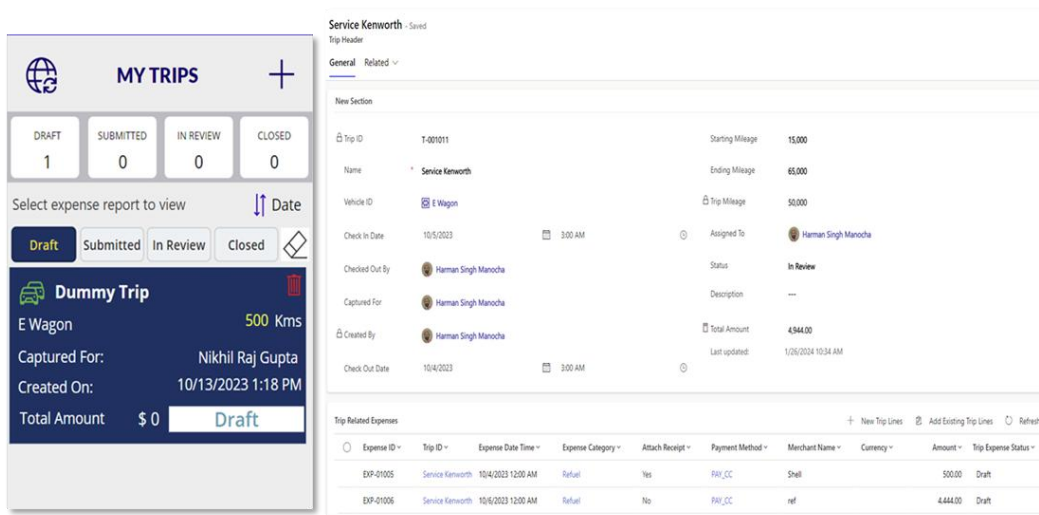 MY TRIPS
DRAFT SUBMITTED IN REVIEW CLOSED
1 0 0 0
Select expense report to view Date
Draft Submitted In Review Closed
Dummy Trip
E Wagon 500 Kms
Captured For: Nikhil Raj Gupta
Created On: 10/13/2023 1:18 PM
Total Amount $ 0 Draft
Service Kenworth - Saved
Trip Header
General Related
New Section
Trip ID T-001011 Starting Mileage 15,000
Name * Service Kenworth Ending Mileage 65,000
Vehicle ID E Wagon Trip Mileage 50,000
Check In Date 10/5/2023 3:00 AM Assigned To Harman Singh Manocha
Checked Out By Harman Singh Manocha Status In Review
Captured For Harman Singh Manocha Description ---
Created By Harman Singh Manocha Total Amount 4,944.00
Last updated: 1/26/2024 10:34 AM
Check Out Date 10/4/2023 3:00 AM
Trip Related Expenses + New Trip Lines Add Existing Trip Lines Refresh
Expense ID Trip ID Expense Date Time Expense Category Attach Receipt Payment Method Merchant Name Currency Amount Trip Expense Status
EXP-01005 Service Kenworth 10/4/2023 12:00 AM Refuel Yes PAY_CC Shell 500.00 Draft
EXP-01006 Service Kenworth 10/6/2023 12:00 AM Refuel No PAY_CC ref 4,444.00 Draft